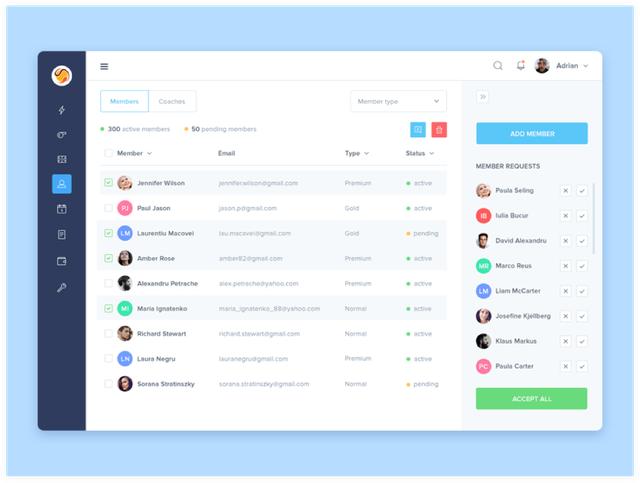 Adrian
Members Coaches Member type
300 active members 50 pending members
ADD MEMBER
Member Email Type Status
MEMBER REQUESTS
Jennifer Wilson jennifer.wilson@gmail.com Premium active
PJ Paul Jason jason.p@gmail.com Gold active
LM Laurentiu Macovei lau.macavei@gmail.com Gold pending
Amber Rose amber82@gmail.com Premium active
Alexandru Petrache alex.petrache@yahoo.com Premium active
MI Maria Ignatenko maria_ignatenko_88@yahoo.com Normal active
Richard Stewart richard.stewart@gmail.com Normal active
LN Laura Negru lauranegru@gmail.com Premium active
Sorana Stratinszky sorana.stratinszky@gmail.com Normal pending
Paula Seling
IB Iulia Bucur
David Alexandru
MR Marco Reus
LM Liam McCarter
Josefine Kjellberg
Klaus Markus
PC Paula Carter
ACCEPT ALL